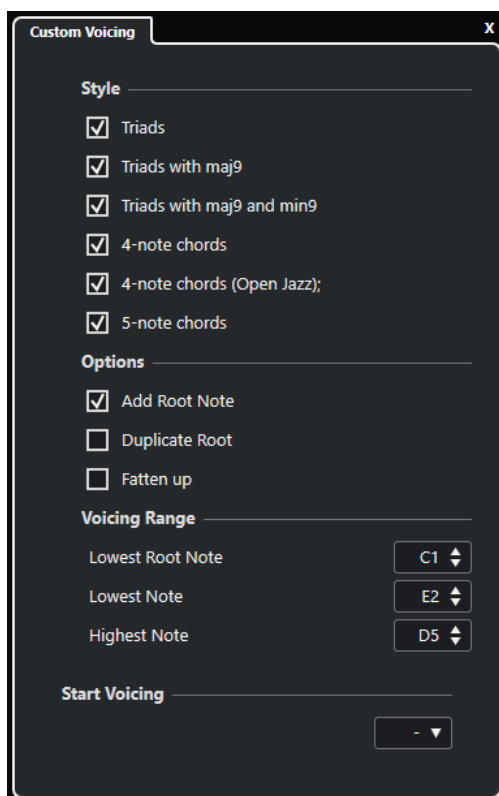 Custom Voicing
x
Style
Triads
Triads with maj9
Triads with maj9 and min9
4-note chords
4-note chords (Open Jazz);
5-note chords
Options
Add Root Note
Duplicate Root
Fatten up
Voicing Range
Lowest Root Note C1
Lowest Note E2
Highest Note D5
Start Voicing
-